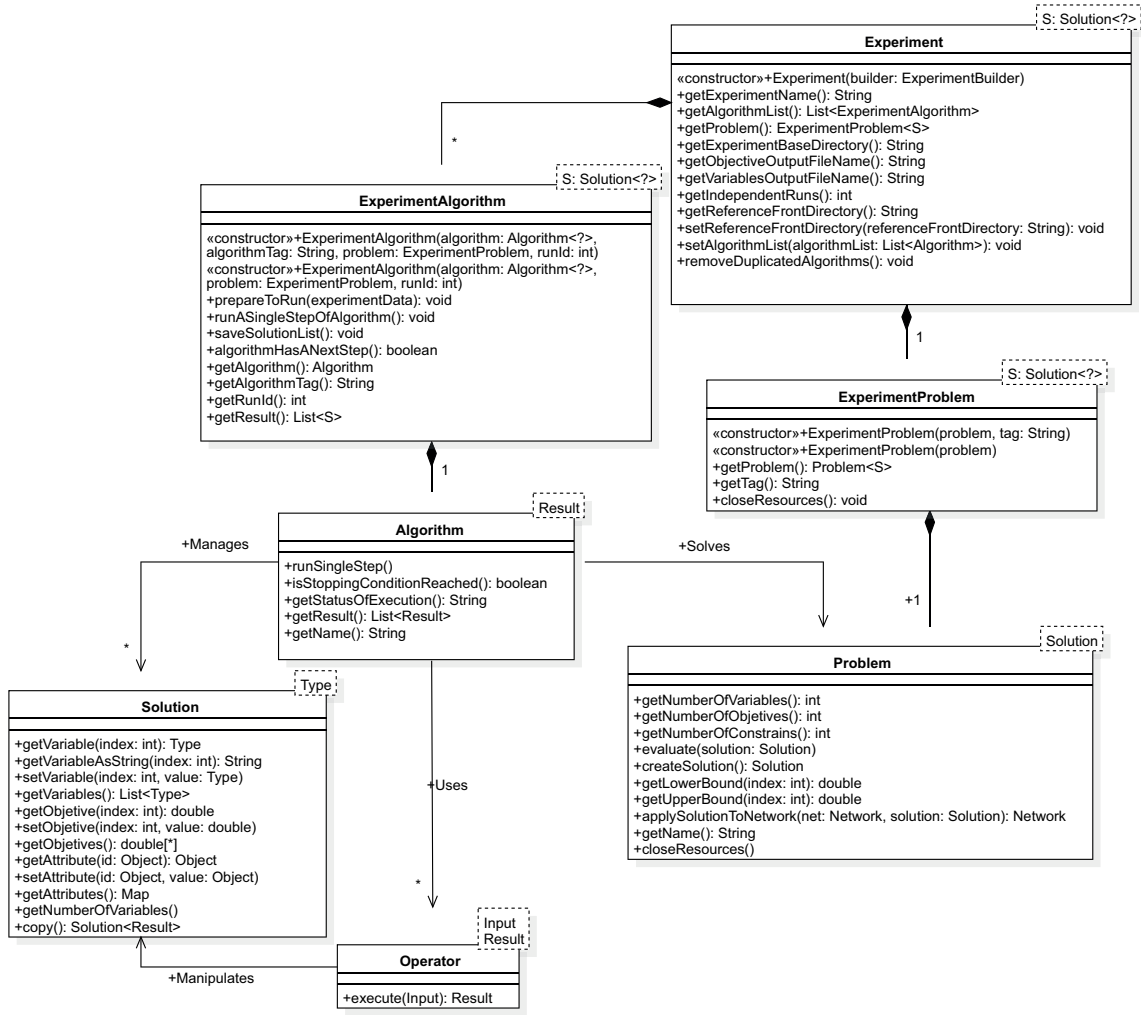 S: Solution<?>
Experiment
«constructor»+Experiment(builder: ExperimentBuilder)
+getExperimentName(): String
+getAlgorithmList(): List<ExperimentAlgorithm>
+getProblem(): ExperimentProblem<S>
+getExperimentBaseDirectory(): String
+getObjectiveOutputFileName(): String
+getVariablesOutputFileName(): String
+getIndependentRuns(): int
+getReferenceFrontDirectory(): String
+setReferenceFrontDirectory(referenceFrontDirectory: String): void
+setAlgorithmList(algorithmList: List<Algorithm>): void
+removeDuplicatedAlgorithms(): void
*
S: Solution<?>
ExperimentAlgorithm
«constructor»+ExperimentAlgorithm(algorithm: Algorithm<?>,
algorithmTag: String, problem: ExperimentProblem, runId: int)
«constructor»+ExperimentAlgorithm(algorithm: Algorithm<?>,
problem: ExperimentProblem, runId: int)
+prepareToRun(experimentData): void
+runASingleStepOfAlgorithm(): void
+saveSolutionList(): void
+algorithmHasANextStep(): boolean
+getAlgorithm(): Algorithm
+getAlgorithmTag(): String
+getRunId(): int
+getResult(): List<S>
1
1
S: Solution<?>
ExperimentProblem
«constructor»+ExperimentProblem(problem, tag: String)
«constructor»+ExperimentProblem(problem)
+getProblem(): Problem<S>
+getTag(): String
+closeResources(): void
+1
Result
Algorithm
+runSingleStep()
+isStoppingConditionReached(): boolean
+getStatusOfExecution(): String
+getResult(): List<Result>
+getName(): String
+Manages
*
+Solves
Solution
Problem
+getNumberOfVariables(): int
+getNumberOfObjetives(): int
+getNumberOfConstrains(): int
+evaluate(solution: Solution)
+createSolution(): Solution
+getLowerBound(index: int): double
+getUpperBound(index: int): double
+applySolutionToNetwork(net: Network, solution: Solution): Network
+getName(): String
+closeResources()
Type
Solution
+getVariable(index: int): Type
+getVariableAsString(index: int): String
+setVariable(index: int, value: Type)
+getVariables(): List<Type>
+getObjetive(index: int): double
+setObjetive(index: int, value: double)
+getObjetives(): double[*]
+getAttribute(id: Object): Object
+setAttribute(id: Object, value: Object)
+getAttributes(): Map
+getNumberOfVariables()
+copy(): Solution<Result>
+Uses
*
Input
Result
Operator
+execute(Input): Result
+Manipulates